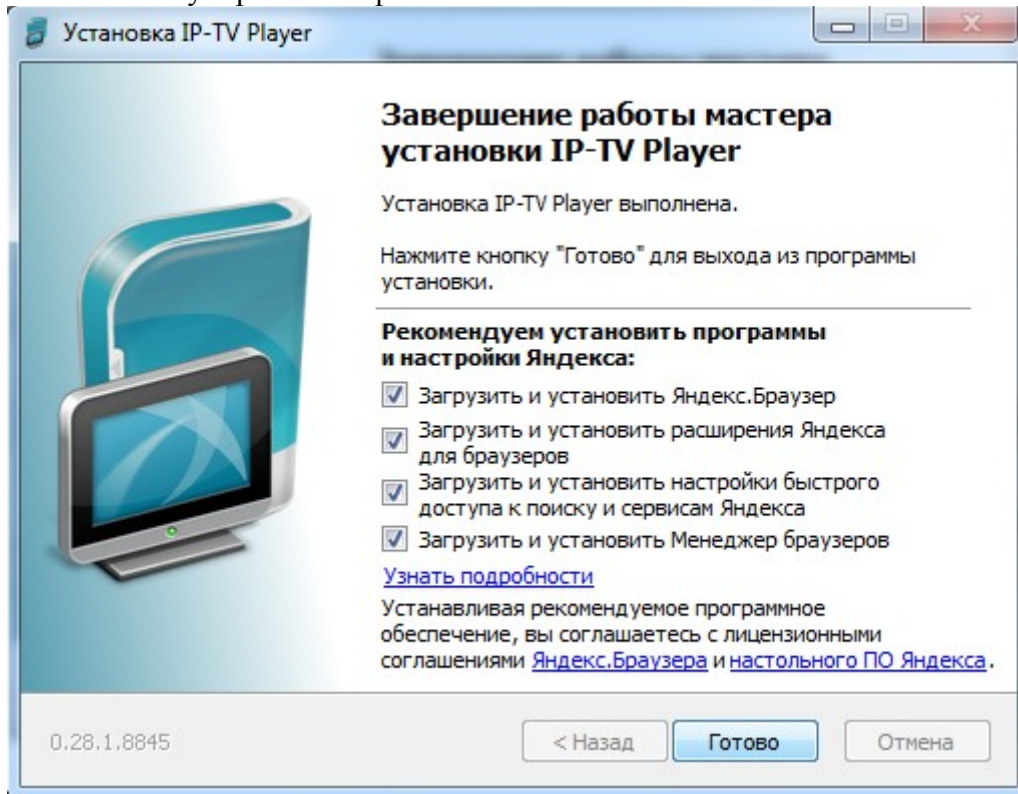 Установка IP-TV Player
Завершение работы мастера
установки IP-TV Player
Установка IP-TV Player выполнена.
Нажмите кнопку "Готово" для выхода из программы
установки.
Рекомендуем установить программы
и настройки Яндекса:
Загрузить и установить Яндекс.Браузер
Загрузить и установить расширения Яндекса
для браузеров
Загрузить и установить настройки быстрого
доступа к поиску и сервисам Яндекса
Загрузить и установить Менеджер браузеров
Узнать подробности
Устанавливая рекомендуемое программное
обеспечение, вы соглашаетесь с лицензионными
соглашениями Яндекс.Браузера и настольного ПО Яндекса.
0.28.1.8845 < Назад Готово Отмена